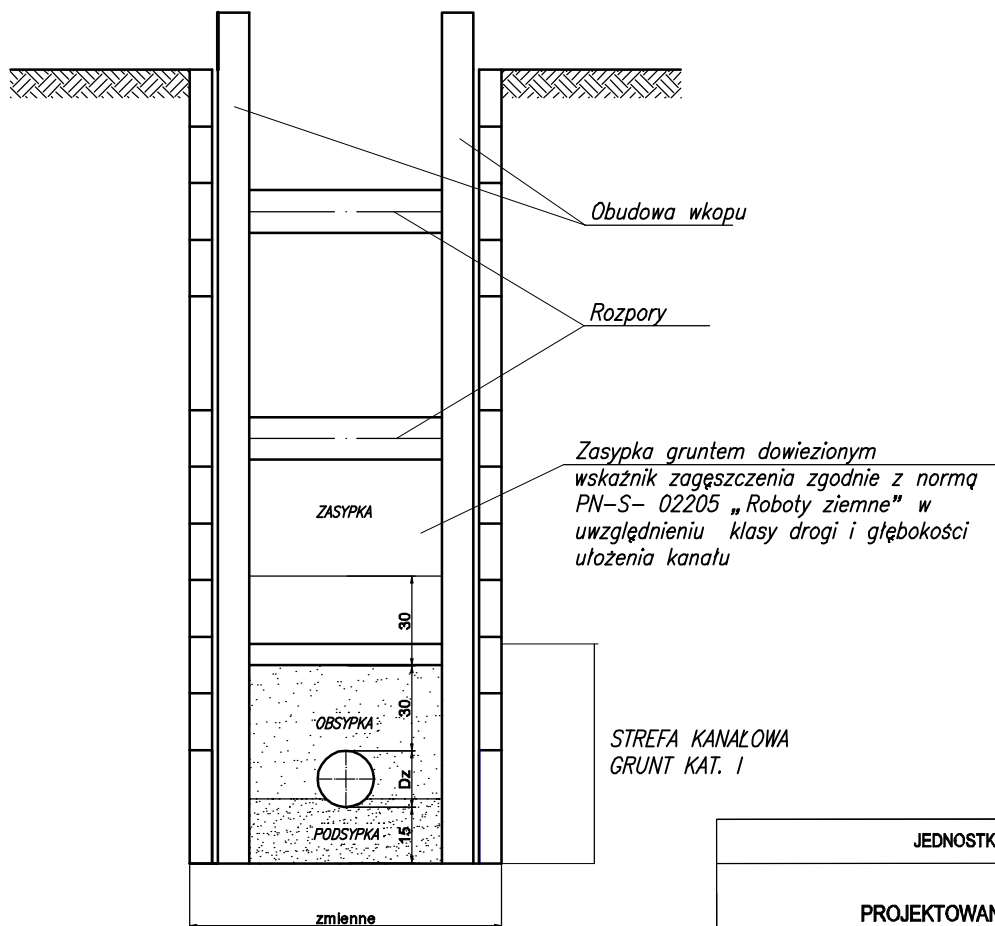 Obudowa wkopu
Rozpory
Zasypka gruntem dowiezionym
wskaźnik zagęszczenia zgodnie z normą
PN-S- 02205 „Roboty ziemne" w
uwzględnieniu klasy drogi i głębokości
ułożenia kanału
ZASYPKA
30
30
OBSYPKA
Dz
PODSYPKA
15
STREFA KANAŁOWA
GRUNT KAT. I
zmienne
JEDNOSTK
PROJEKTOWAN